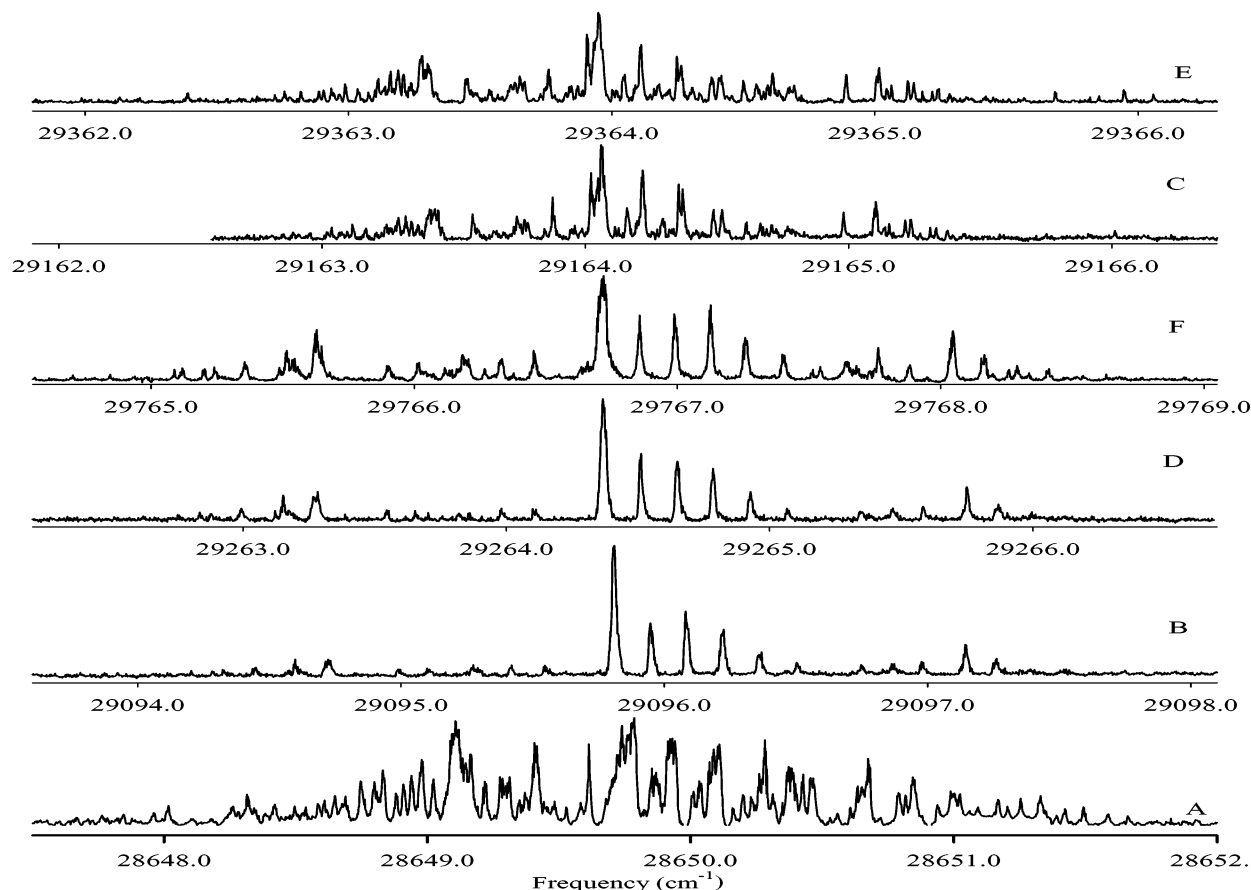 E
29362.0 29363.0 29364.0 29365.0 29366.0
C
29162.0 29163.0 29164.0 29165.0 29166.0
F
29765.0 29766.0 29767.0 29768.0 29769.0
D
29263.0 29264.0 29265.0 29266.0
B
29094.0 29095.0 29096.0 29097.0 29098.0
A
28648.0 28649.0 28650.0 28651.0 28652.
Frequency (cm⁻¹)